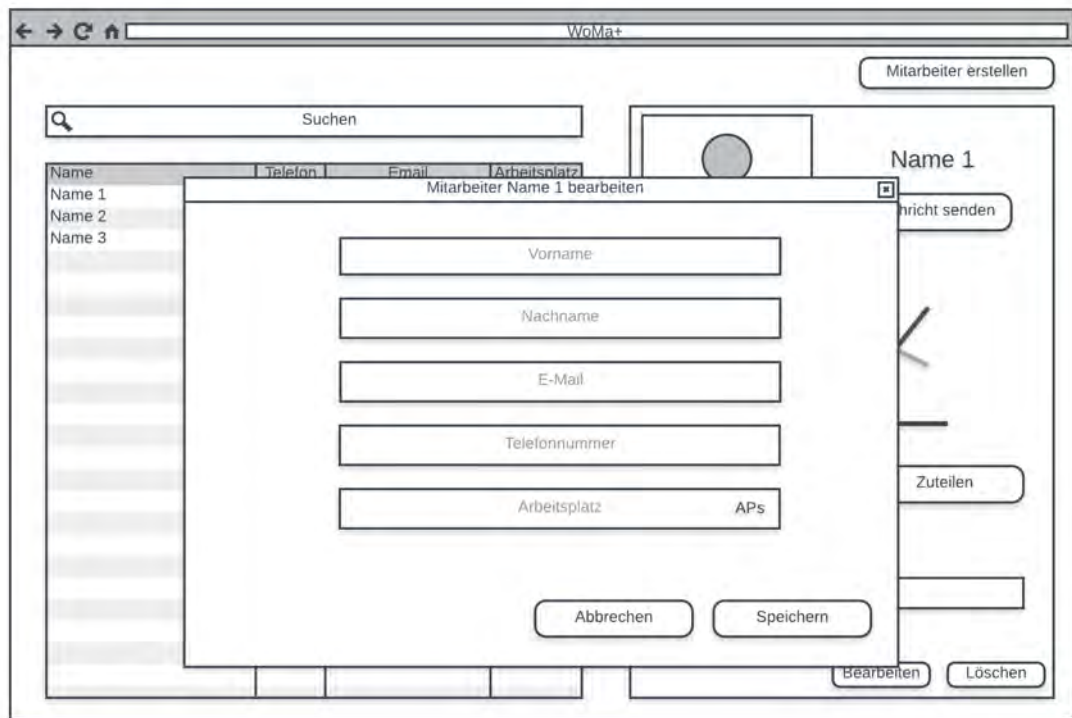 WoMa+
Mitarbeiter erstellen
Suchen
Name Telefon Email Arbeitsplatz
Name 1
Name 2
Name 3
Name 1
hricht senden
Zuteilen
Bearbeiten
Löschen
Mitarbeiter Name 1 bearbeiten
Vorname
Nachname
E-Mail
Telefonnummer
Arbeitsplatz APs
Abbrechen
Speichern